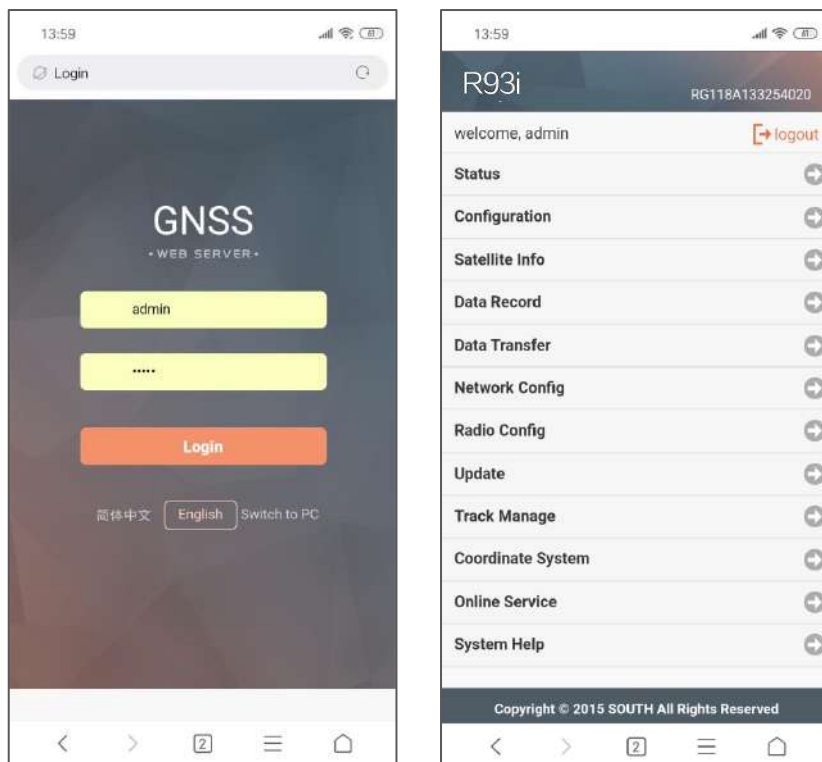 13:59
81
Login
GNSS
·WEB SERVER·
admin
•••••
Login
简体中文 English Switch to PC
2
13:59
81
R93i
RG118A133254020
welcome, admin
logout
Status
Configuration
Satellite Info
Data Record
Data Transfer
Network Config
Radio Config
Update
Track Manage
Coordinate System
Online Service
System Help
Copyright © 2015 SOUTH All Rights Reserved
2